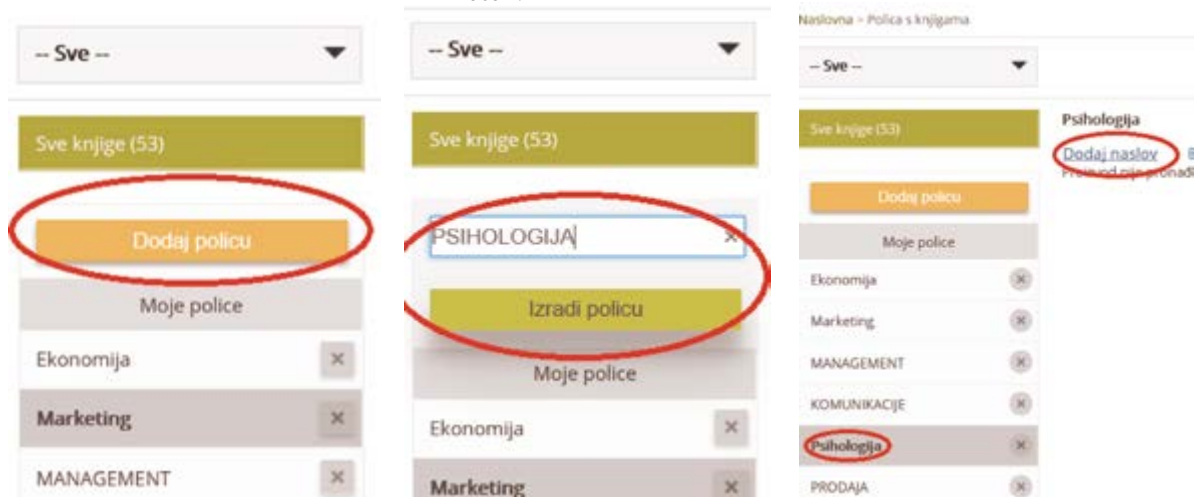 -- Sve --
Sve knjige (53)
Dodaj policu
Moje police
Ekonomija
Marketing
MANAGEMENT
-- Sve --
Sve knjige (53)
PSIHOLOGIJA
Izradi policu
Moje police
Ekonomija
Marketing
Naslovna > Polica s knjigama
-- Sve --
Sve knjige (53)
Dodaj policu
Moje police
Ekonomija
Marketing
MANAGEMENT
KOMUNIKACIJE
Psihologija
PRODAJA
Psihologija
Dodaj naslov